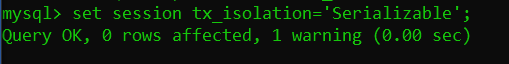 mysql> set session tx_isolation='Serializable';
Query OK, 0 rows affected, 1 warning (0.00 sec)